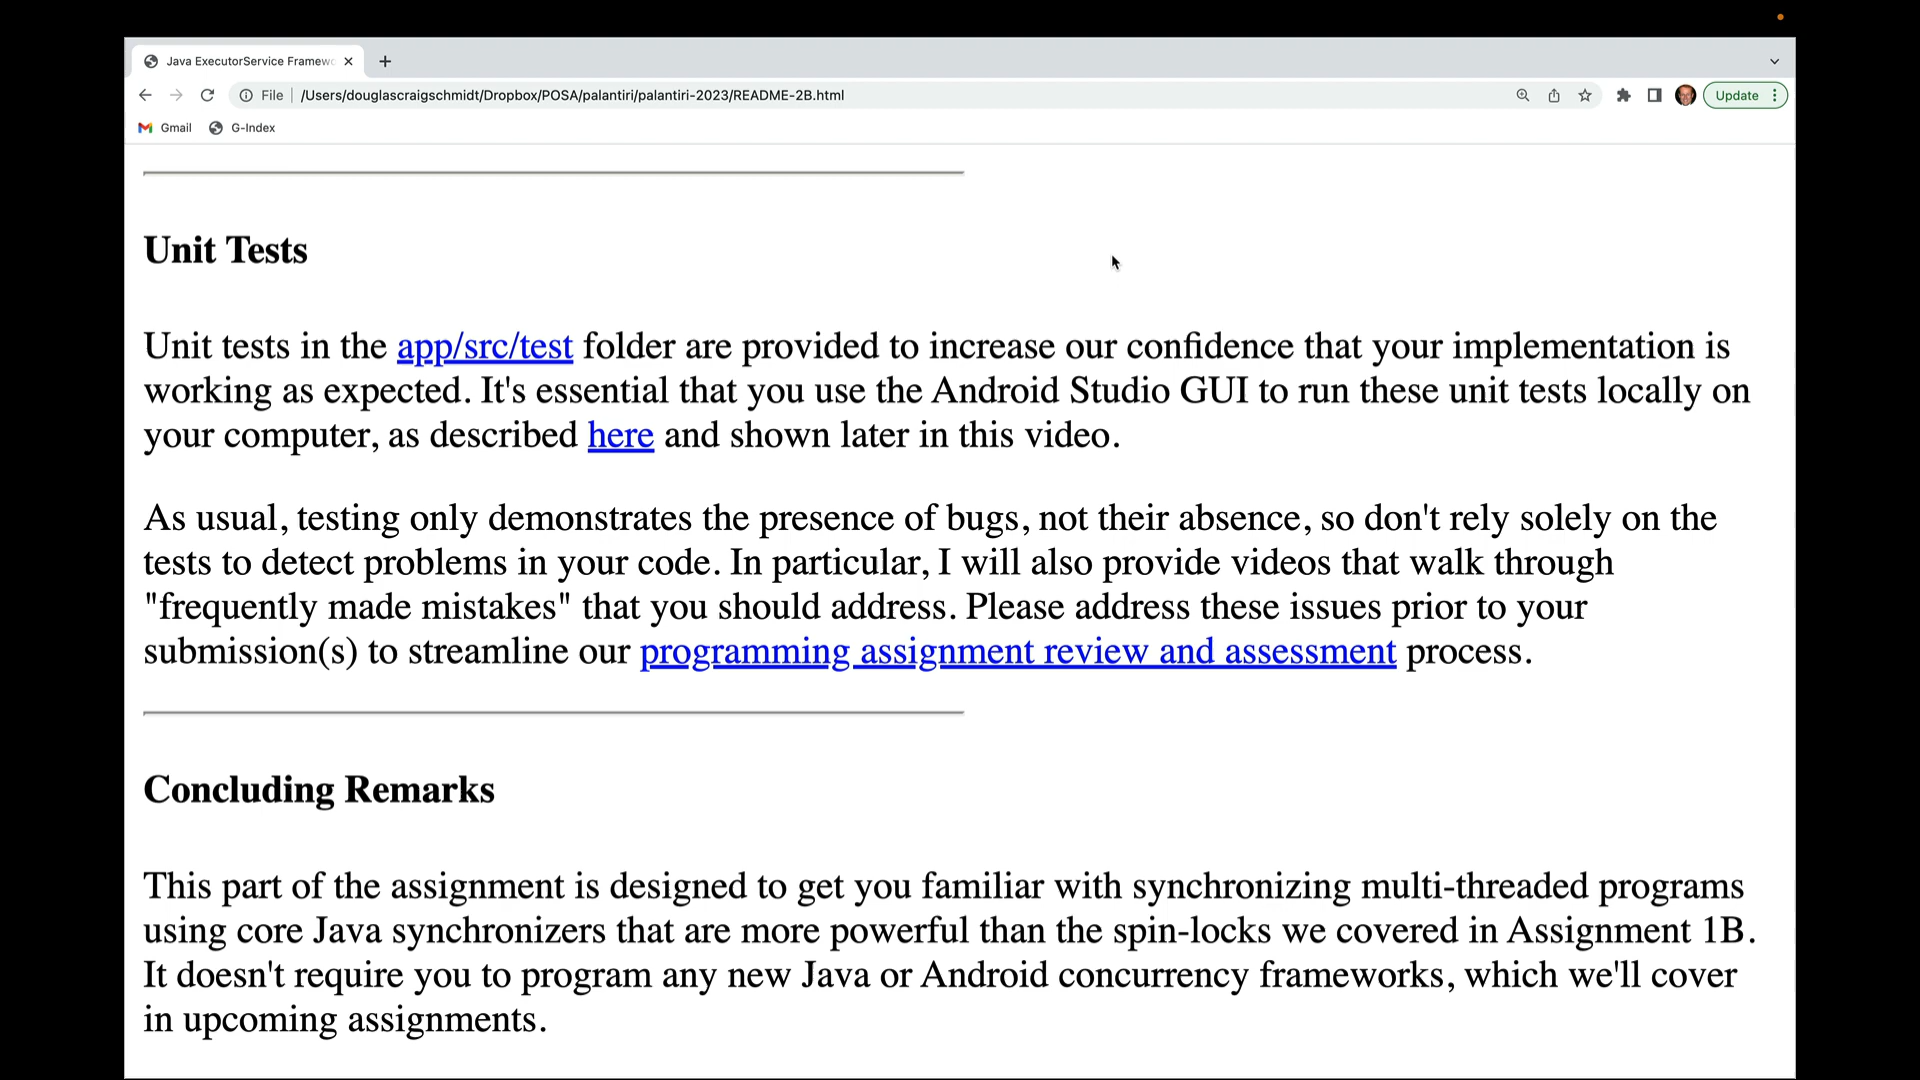 Java ExecutorService Framewo
File
/Users/douglascraigschmidt/Dropbox/POSA/palantiri/palantiri-2023/README-2B.html
Update
Gmail
G-Index
Unit Tests
Unit tests in the app/src/test folder are provided to increase our confidence that your implementation is
working as expected. It's essential that you use the Android Studio GUI to run these unit tests locally on
your computer, as described here and shown later in this video.
As usual, testing only demonstrates the presence of bugs, not their absence, so don't rely solely on the
tests to detect problems in your code. In particular, I will also provide videos that walk through
"frequently made mistakes" that you should address. Please address these issues prior to your
submission(s) to streamline our programming assignment review and assessment process.
Concluding Remarks
This part of the assignment is designed to get you familiar with synchronizing multi-threaded programs
using core Java synchronizers that are more powerful than the spin-locks we covered in Assignment 1B.
It doesn't require you to program any new Java or Android concurrency frameworks, which we'll cover
in upcoming assignments.